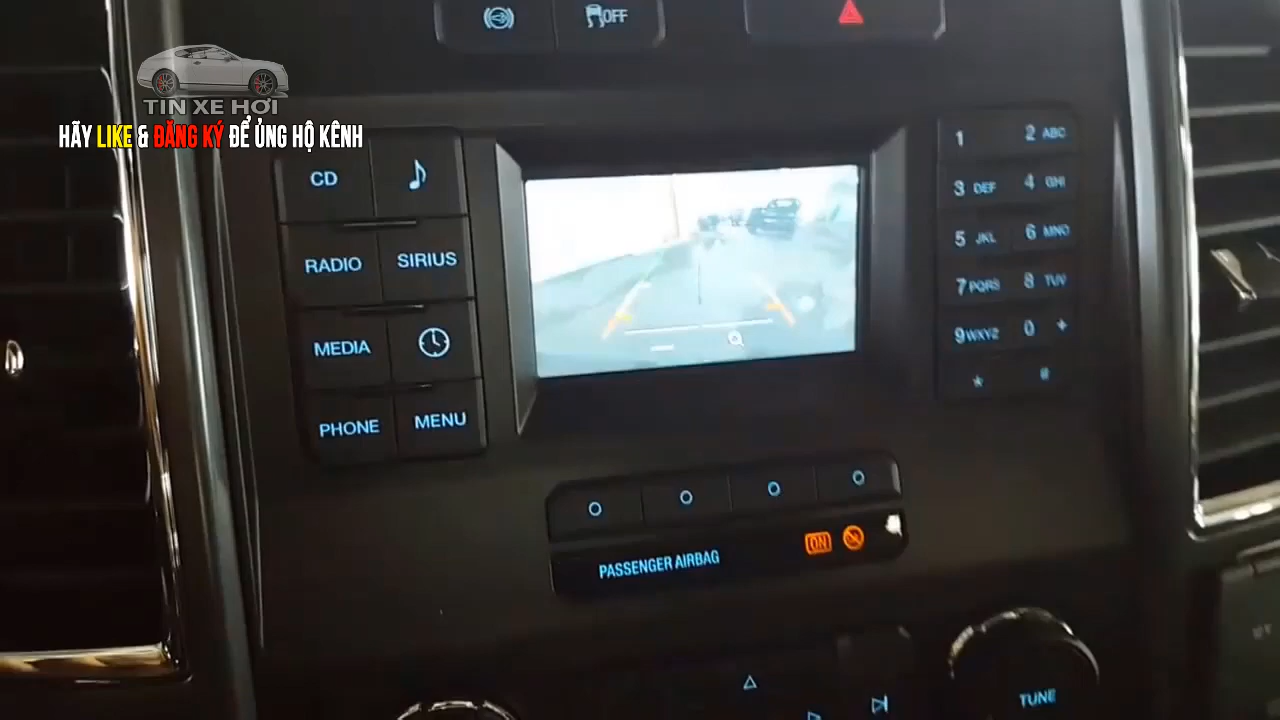 OFF
TIN XE HƠI
HÃY LIKE & ĐĂNG KÝ ĐỂ ỦNG HỘ KÊNH
CD
RADIO SIRIUS
MEDIA
PHONE MENU
1 2 ABC
3 DEF 4 GHI
5 JKL 6 MNO
7 PQRS 8 TUV
9 WXYZ 0 +
* #
PASSENGER AIRBAG ON
TUNE